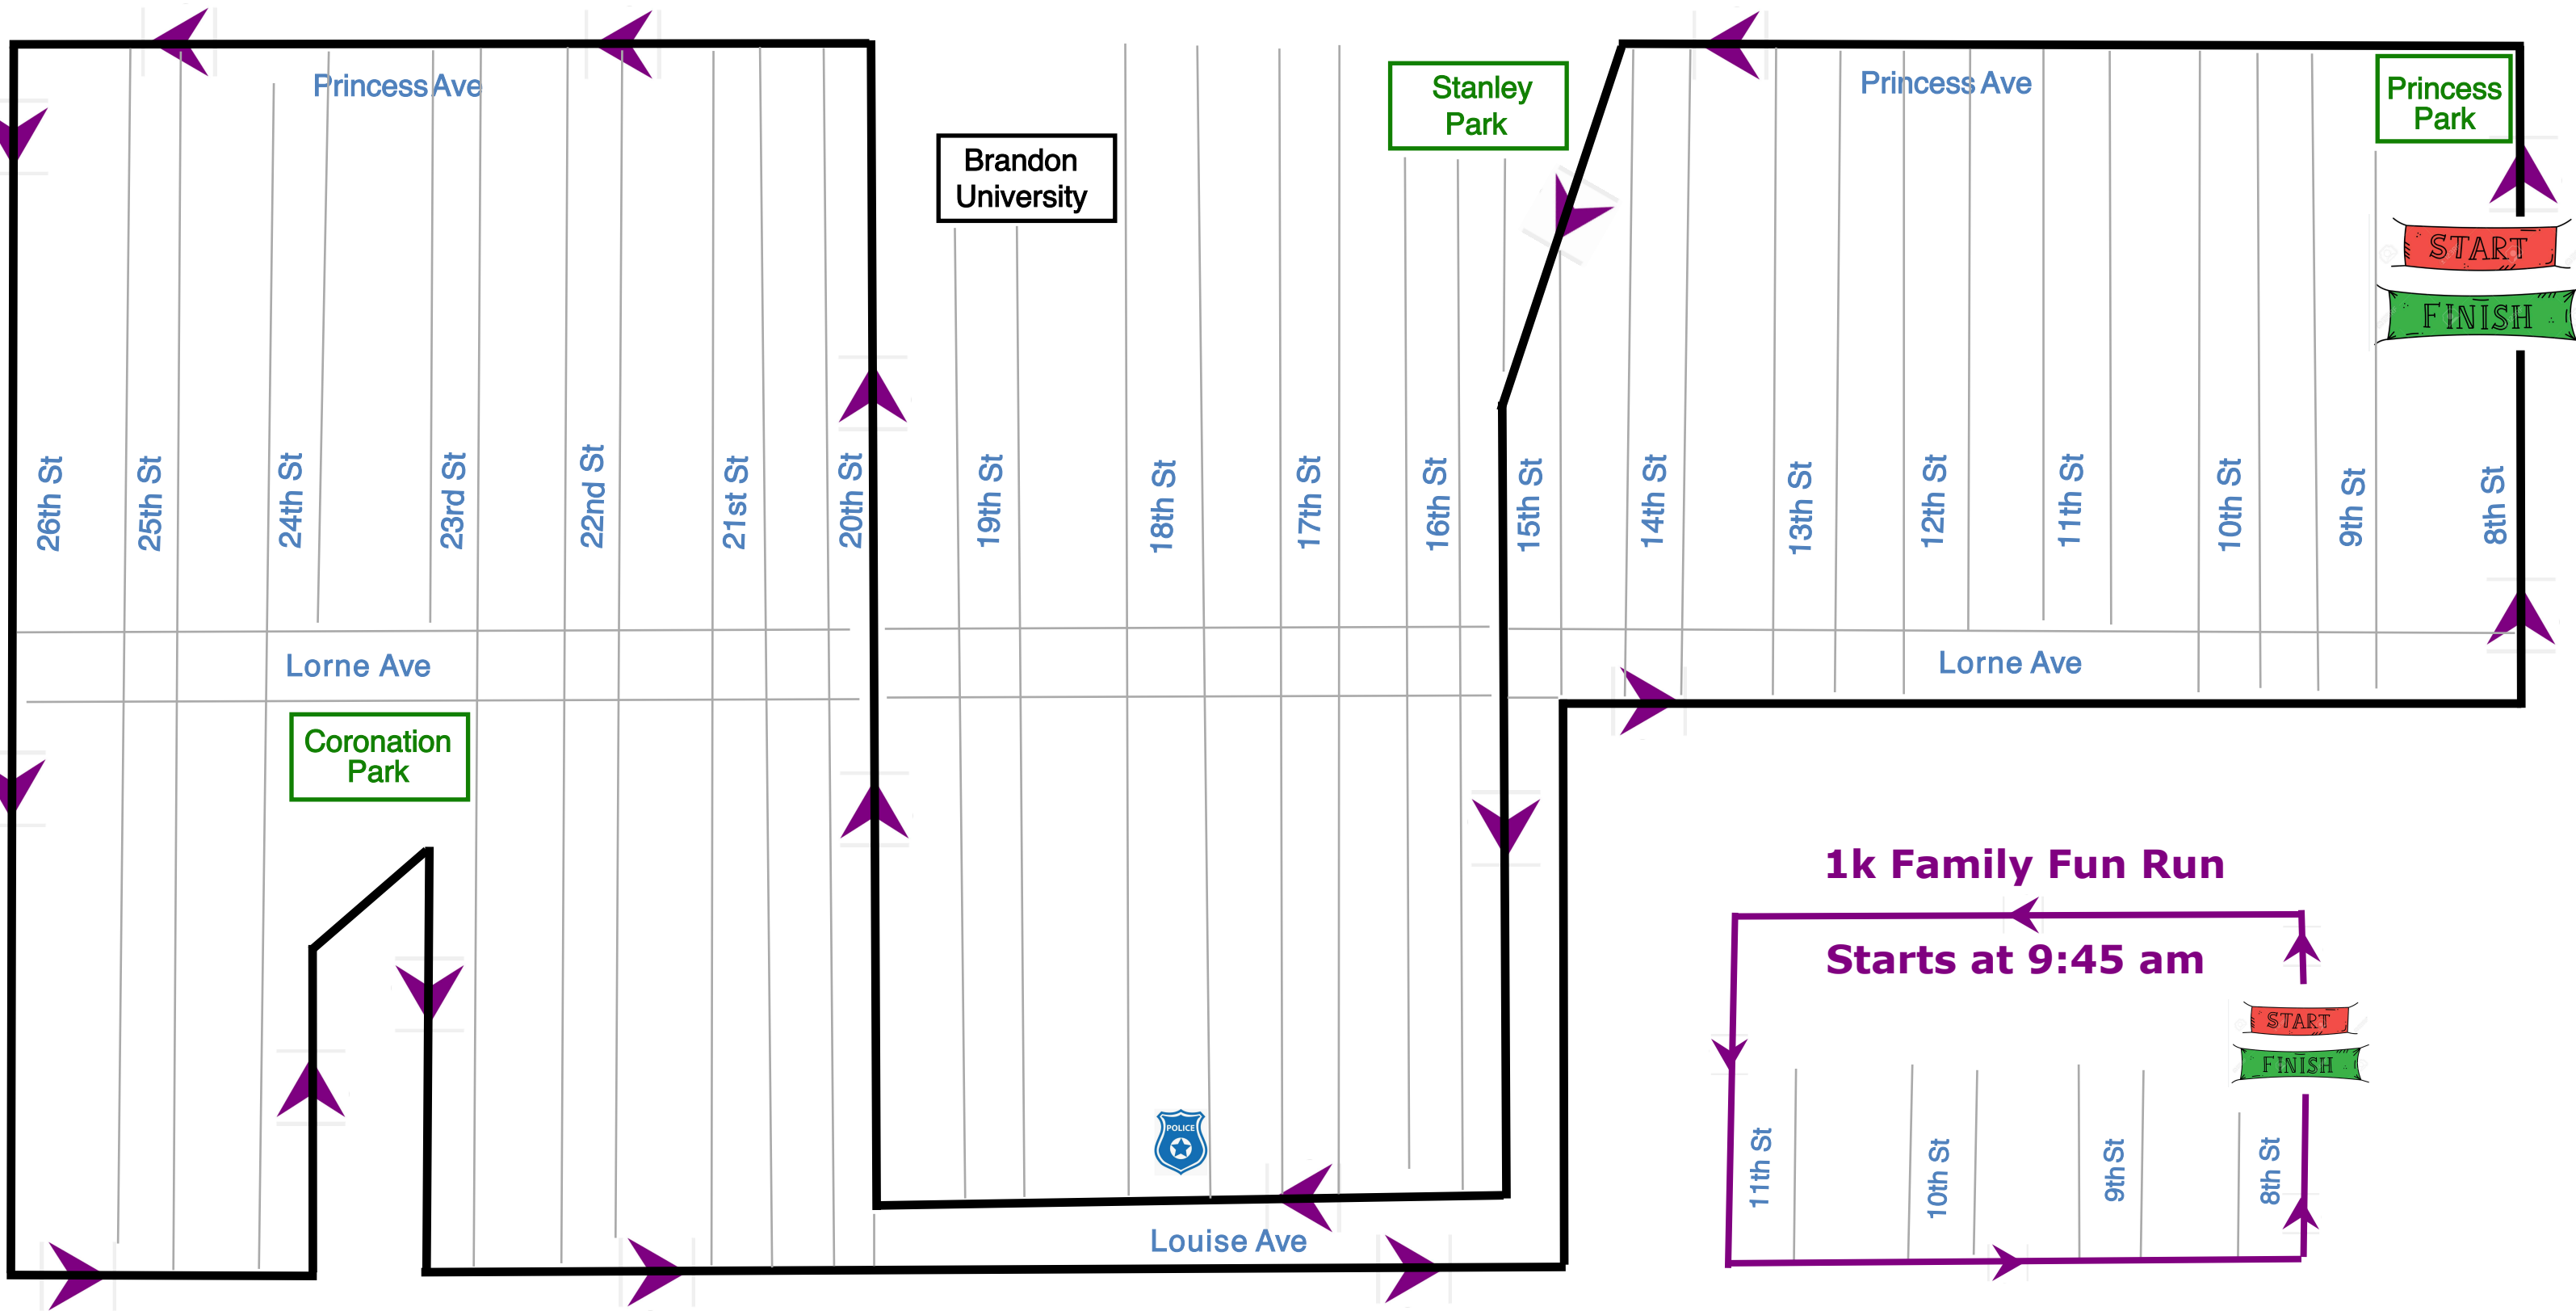 Princess Ave
Princess Ave
Stanley
Park
Princess
Park
Brandon
University
START
FINISH
26th St
25th St
24th St
23rd St
22nd St
21st St
20th St
19th St
18th St
17th St
16th St
15th St
14th St
13th St
12th St
11th St
10th St
9th St
8th St
Lorne Ave
Lorne Ave
Coronation
Park
1k Family Fun Run
Starts at 9:45 am
START
FINISH
POLICE
11th St
10th St
9th St
8th St
Louise Ave